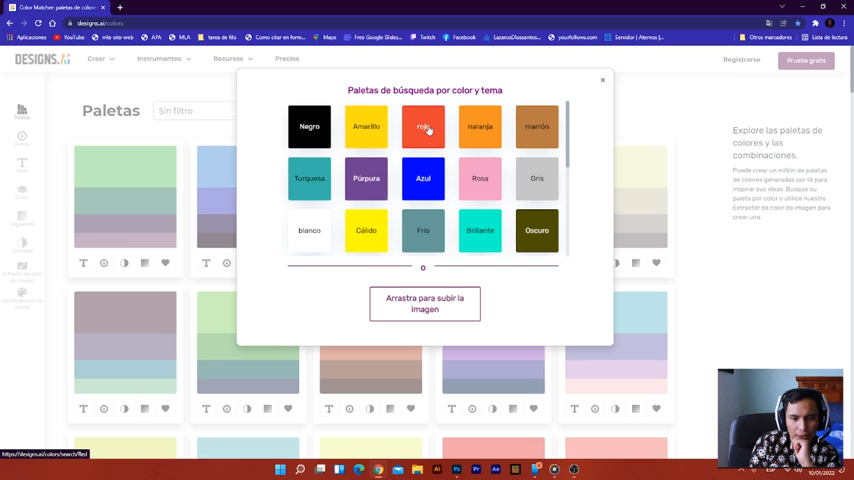 Color Matcher: paletas de colore
designs.ai/colors
Aplicaciones
YouTube
mla-sitio-web
APA
MLA
tarea de filo
Como citar en form...
Maps
Free Google Slides...
Twitch
Facebook
LazarosDlossantos...
yourfollows.com
Servidor | Aternos |...
Otros marcadores
Lista de lectura
DESIGNS.Ai
Crear
Instrumentos
Recursos
Precios
Registrarse
Prueba gratis
Paletas
Sin filtro
Paletas de búsqueda por color y tema
Negro
Amarillo
rojo
naranja
marrón
Turquesa
Púrpura
Azul
Rosa
Gris
blanco
Cálido
Frío
Brillante
Oscuro
o
Arrastra para subir la
imagen
Explore las paletas de
colores y las
combinaciones.
Puede crear un millón de paletas
de colores generadas por IA para
inspirar sus ideas. Busque su
paleta por color o utilice nuestro
Extractor de color de imagen para
crear una.
https://designs.ai/colors/search/?Red
10/01/2022